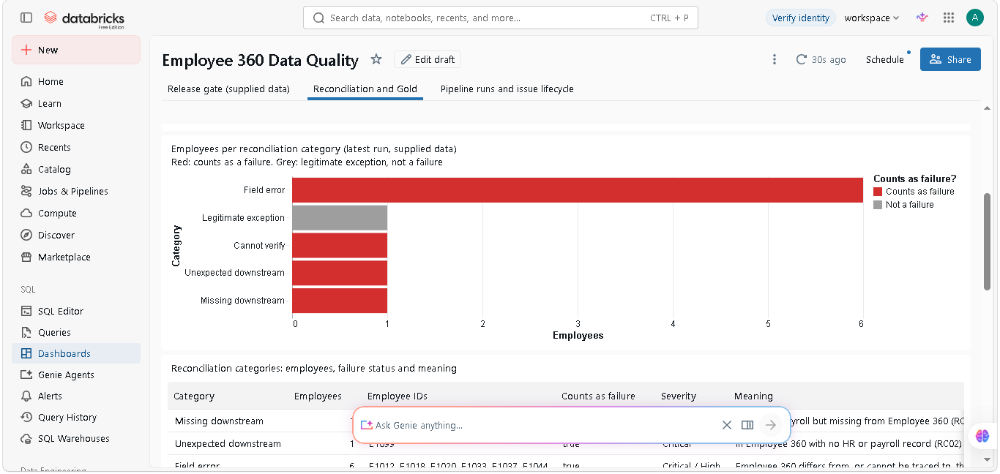 databricks
Free Edition
Search data, notebooks, recents, and more...
CTRL + P
Verify identity
workspace
A
New
Home
Learn
Workspace
Recents
Catalog
Jobs & Pipelines
Compute
Discover
Marketplace
SQL
SQL Editor
Queries
Dashboards
Genie Agents
Alerts
Query History
SQL Warehouses
Data Engineering
Employee 360 Data Quality
Edit draft
30s ago
Schedule
Share
Release gate (supplied data)
Reconciliation and Gold
Pipeline runs and issue lifecycle
Employees per reconciliation category (latest run, supplied data)
Red: counts as a failure. Grey: legitimate exception, not a failure
Category
Field error
Legitimate exception
Cannot verify
Unexpected downstream
Missing downstream
0 1 2 3 4 5 6
Employees
Counts as failure?
Counts as failure
Not a failure
Reconciliation categories: employees, failure status and meaning
Category Employees Employee IDs Counts as failure Severity Meaning
Missing downstream yroll but missing from Employee 360 (RC
Ask Genie anything...
Unexpected downstream 1 E1099 true Critical In Employee 360 with no HR or payroll record (RC02)
Field error 6 E1012, E1018, E1020, E1033, E1037, E1044 true Critical / High Employee 360 differs from, or cannot be traced to, th